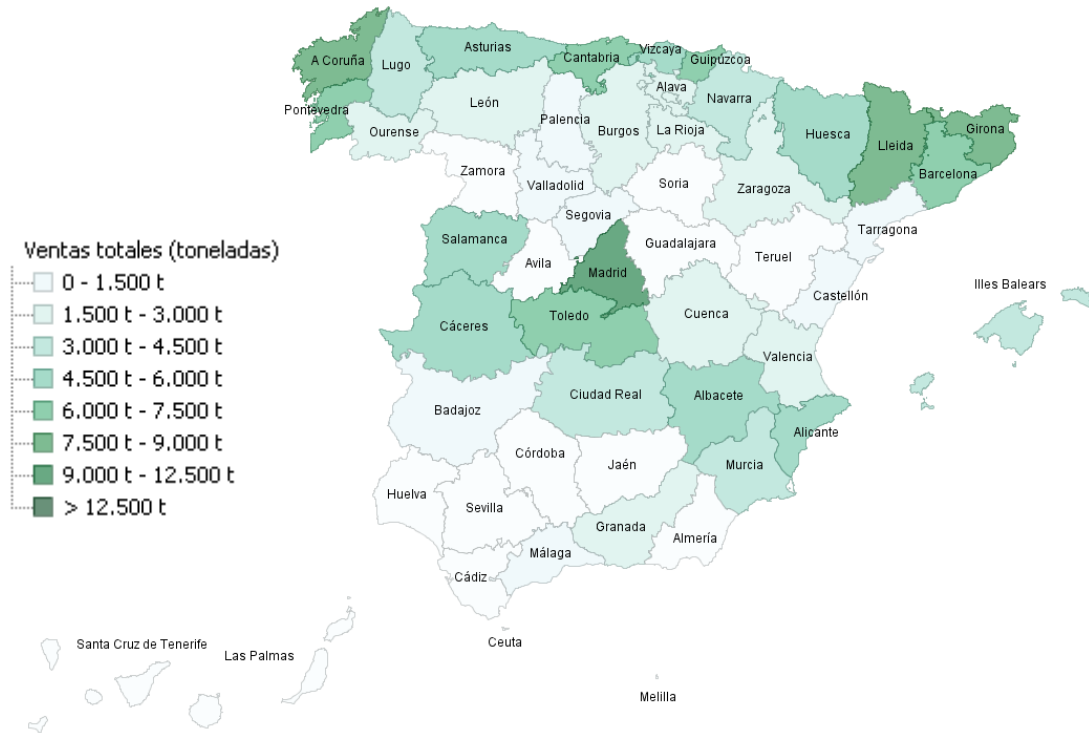 A Coruña
Lugo
Asturias
Cantabria
Vizcaya
Guipúzcoa
Alava
Navarra
Pontevedra
Ourense
León
Palencia
Burgos
La Rioja
Huesca
Lleida
Girona
Barcelona
Zamora
Valladolid
Soria
Zaragoza
Segovia
Tarragona
Salamanca
Avila
Madrid
Guadalajara
Teruel
Castellón
Illes Balears
Cáceres
Toledo
Cuenca
Valencia
Badajoz
Ciudad Real
Albacete
Alicante
Murcia
Córdoba
Jaén
Huelva
Sevilla
Granada
Almería
Málaga
Cádiz
Ceuta
Melilla
Santa Cruz de Tenerife
Las Palmas
Ventas totales (toneladas)
0 - 1.500 t
1.500 t - 3.000 t
3.000 t - 4.500 t
4.500 t - 6.000 t
6.000 t - 7.500 t
7.500 t - 9.000 t
9.000 t - 12.500 t
> 12.500 t